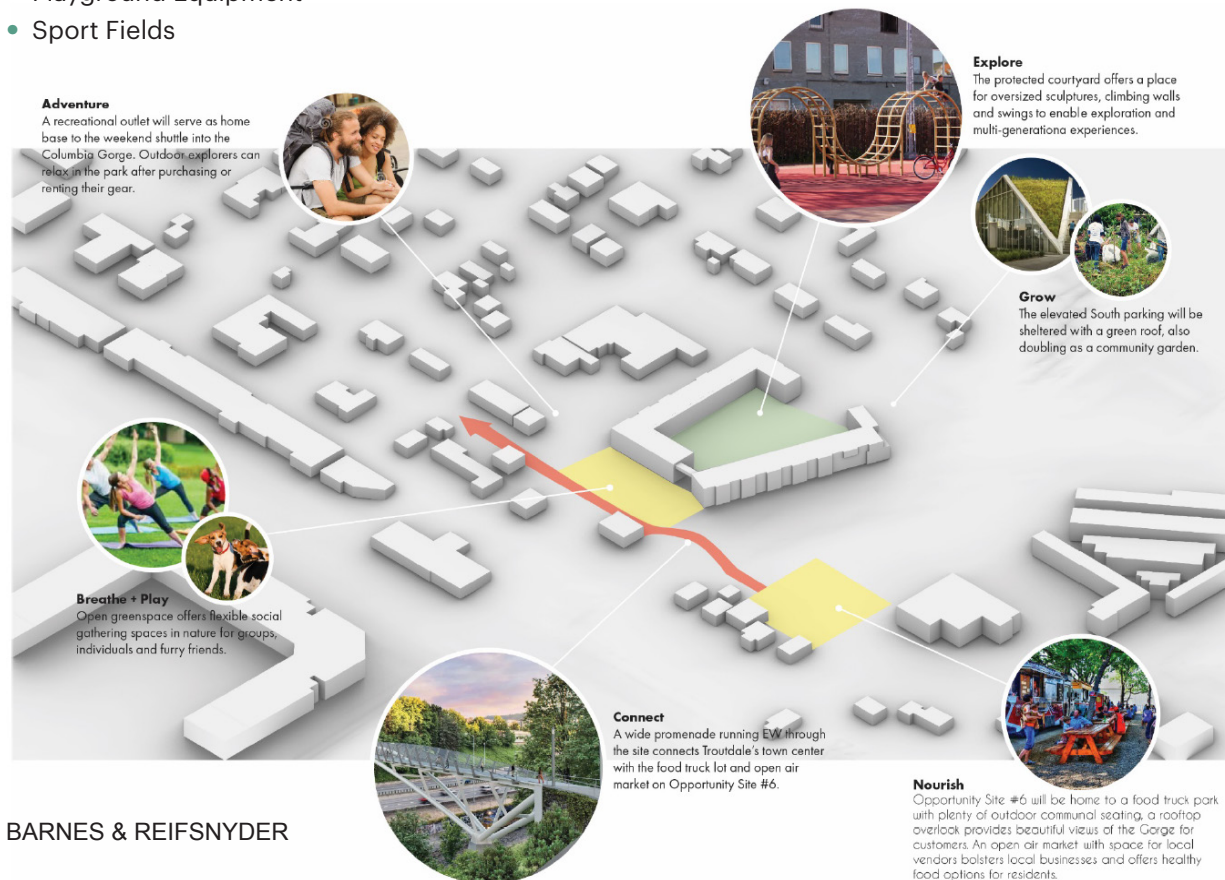 Playground Equipment
• Sport Fields
Adventure
A recreational outlet will serve as home
base to the weekend shuttle into the
Columbia Gorge. Outdoor explorers can
relax in the park after purchasing or
renting their gear.
Explore
The protected courtyard offers a place
for oversized sculptures, climbing walls
and swings to enable exploration and
multi-generationa experiences.
Grow
The elevated South parking will be
sheltered with a green roof, also
doubling as a community garden.
Breathe + Play
Open greenspace offers flexible social
gathering spaces in nature for groups,
individuals and furry friends.
Connect
A wide promenade running EW through
the site connects Troutdale's town center
with the food truck lot and open air
market on Opportunity Site #6.
Nourish
Opportunity Site #6 will be home to a food truck park
with plenty of outdoor communal seating, a rooftop
overlook provides beautiful views of the Gorge for
customers. An open air market with space for local
vendors bolsters local businesses and offers healthy
food options for residents.
BARNES & REIFSNYDER